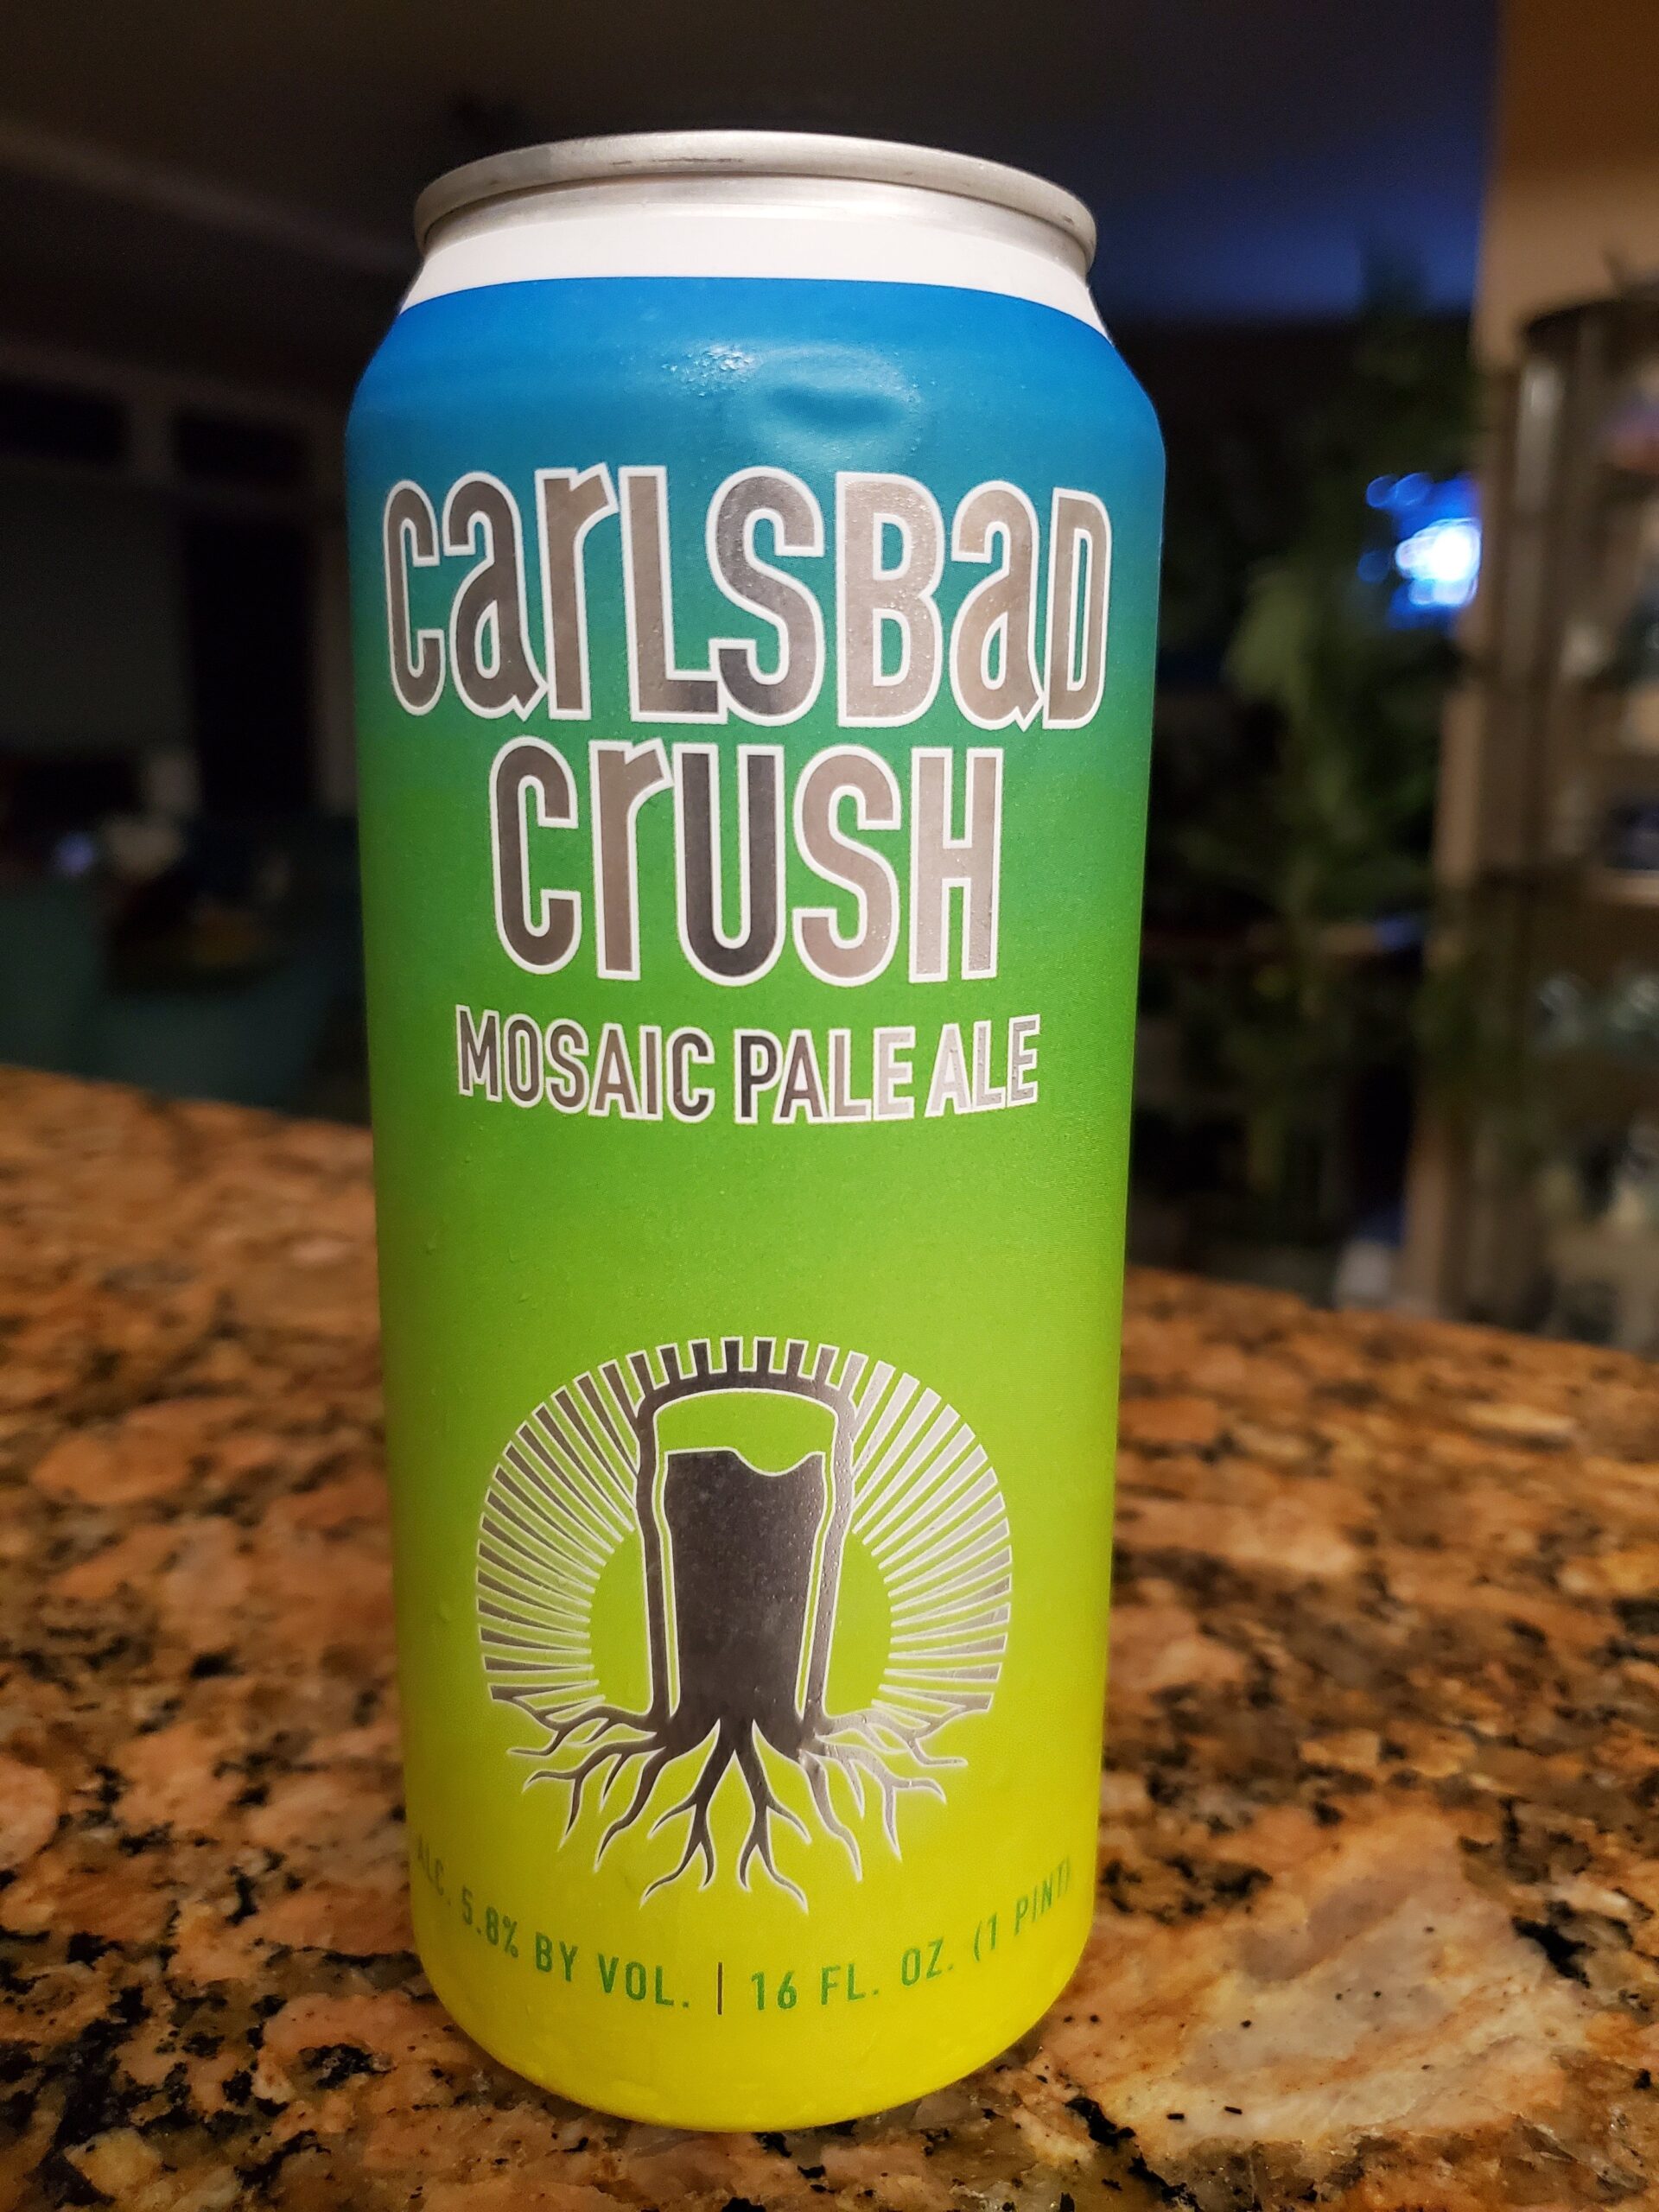 Carlsbad
Crush
MOSAIC PALE ALE
ALC. 5.8% BY VOL. | 16 FL. OZ. (1 PINT)